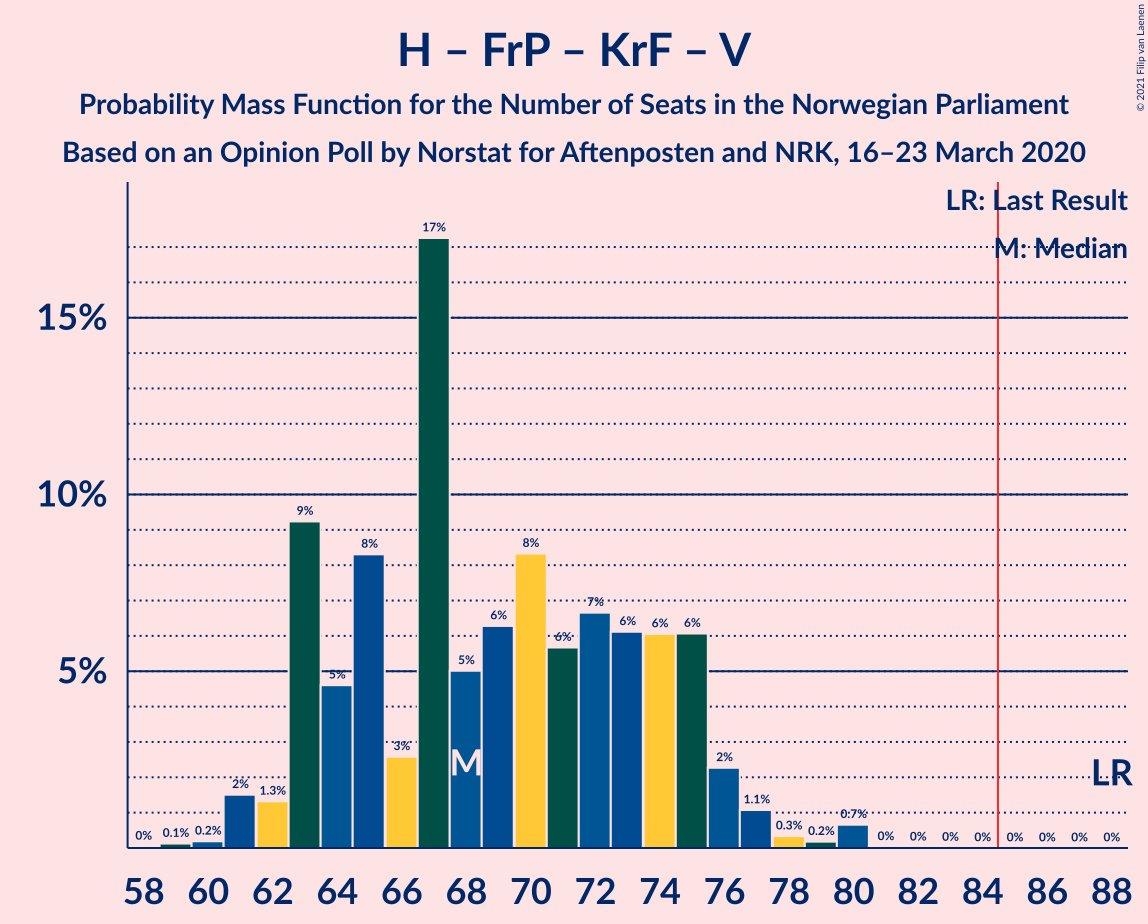 H – FrP – KrF – V
Probability Mass Function for the Number of Seats in the Norwegian Parliament
Based on an Opinion Poll by Norstat for Aftenposten and NRK, 16–23 March 2020
© 2021 Filip van Laenen
LR: Last Result
M: Median
15%
10%
5%
0% 0.1% 0.2% 2% 1.3% 9% 5% 8% 3% 17% 5% 6% 8% 6% 7% 6% 6% 6% 2% 1.1% 0.3% 0.2% 0.7% 0% 0% 0% 0% 0% 0% 0% 0%
M
LR
58 60 62 64 66 68 70 72 74 76 78 80 82 84 86 88